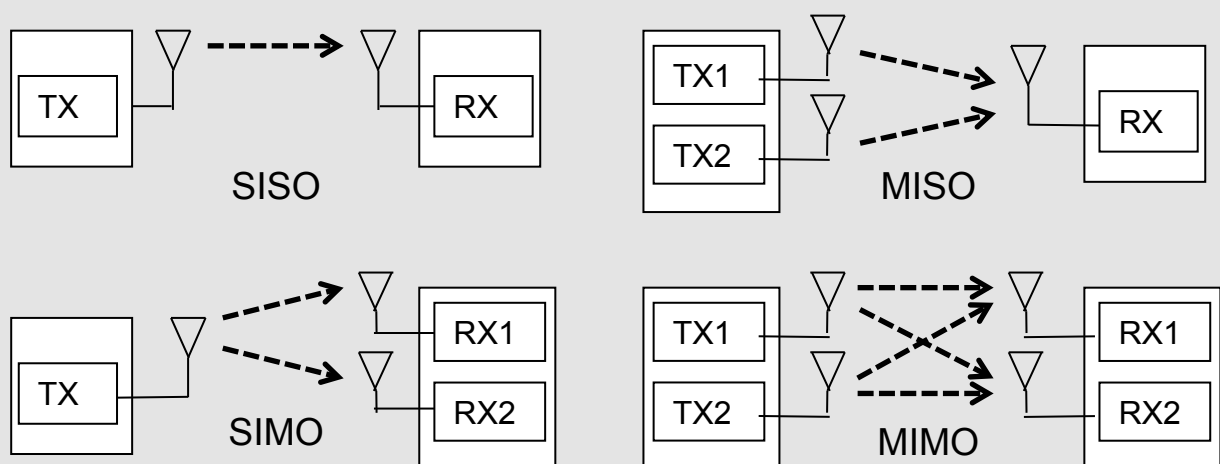 TX
RX
SISO
TX1
TX2
RX
MISO
TX
RX1
RX2
SIMO
TX1
TX2
RX1
RX2
MIMO